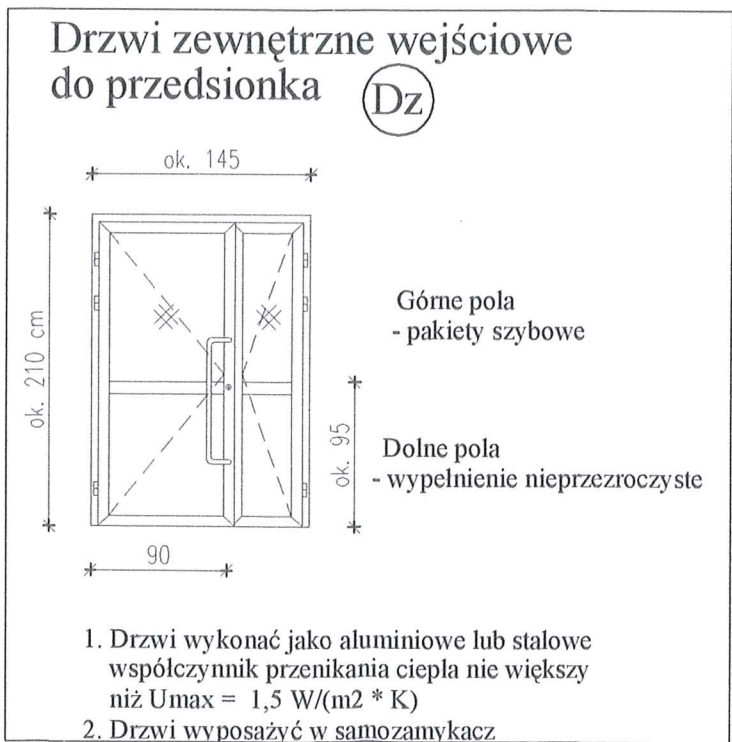 Drzwi zewnętrzne wejściowe
do przedsionka Dz
ok. 145
ok. 210 cm
Górne pola
- pakiety szybowe
ok. 95
Dolne pola
- wypełnienie nieprzezroczyste
90
1. Drzwi wykonać jako aluminiowe lub stalowe
współczynnik przenikania ciepła nie większy
niż Umax = 1,5 W/(m2 * K)
2. Drzwi wyposażyć w samozamykacz